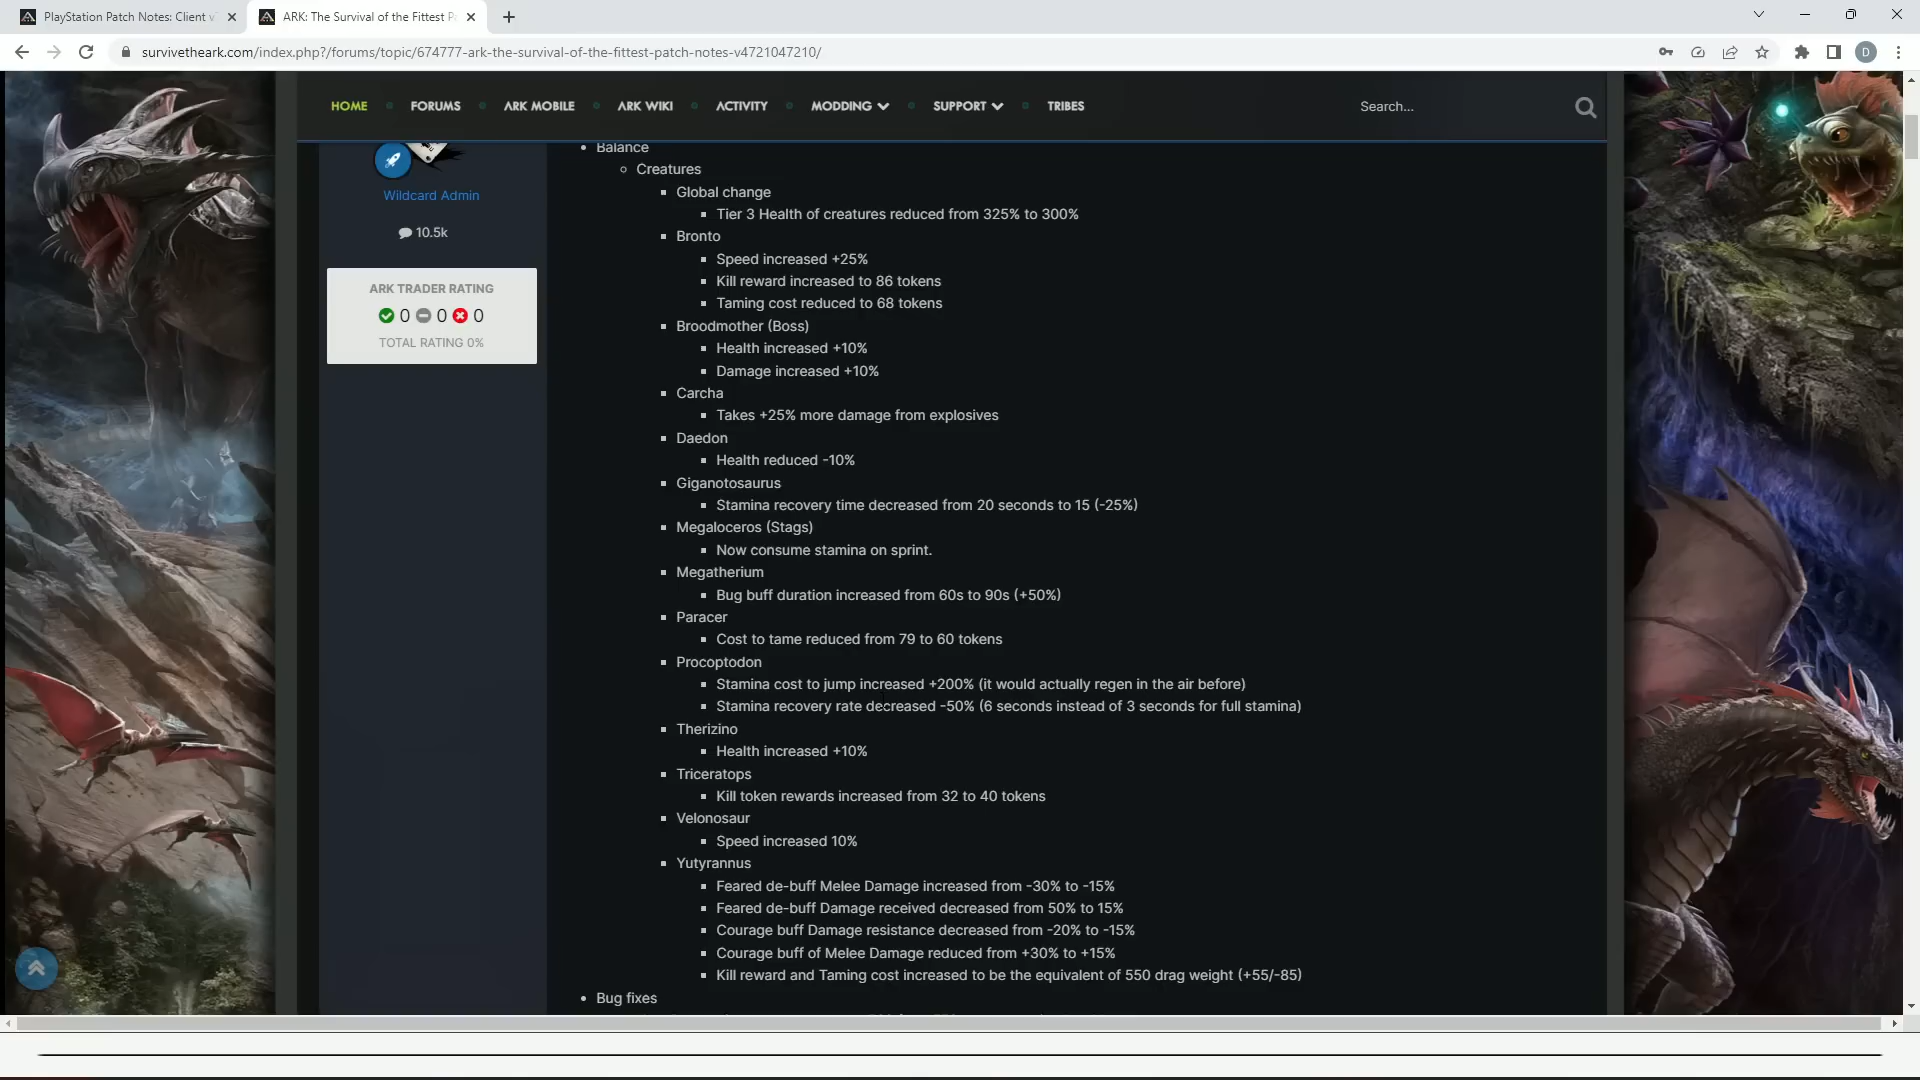 PlayStation Patch Notes: Client v
ARK: The Survival of the Fittest P
survivetheark.com/index.php?/forums/topic/674777-ark-the-survival-of-the-fittest-patch-notes-v4721047210/
D
HOME FORUMS ARK MOBILE ARK WIKI ACTIVITY MODDING SUPPORT TRIBES
Search...
Wildcard Admin
10.5k
ARK TRADER RATING
0 0 0
TOTAL RATING 0%
Balance
Creatures
Global change
Tier 3 Health of creatures reduced from 325% to 300%
Bronto
Speed increased +25%
Kill reward increased to 86 tokens
Taming cost reduced to 68 tokens
Broodmother (Boss)
Health increased +10%
Damage increased +10%
Carcha
Takes +25% more damage from explosives
Daedon
Health reduced -10%
Giganotosaurus
Stamina recovery time decreased from 20 seconds to 15 (-25%)
Megaloceros (Stags)
Now consume stamina on sprint.
Megatherium
Bug buff duration increased from 60s to 90s (+50%)
Paracer
Cost to tame reduced from 79 to 60 tokens
Procoptodon
Stamina cost to jump increased +200% (it would actually regen in the air before)
Stamina recovery rate decreased -50% (6 seconds instead of 3 seconds for full stamina)
Therizino
Health increased +10%
Triceratops
Kill token rewards increased from 32 to 40 tokens
Velonosaur
Speed increased 10%
Yutyrannus
Feared de-buff Melee Damage increased from -30% to -15%
Feared de-buff Damage received decreased from 50% to 15%
Courage buff Damage resistance decreased from -20% to -15%
Courage buff of Melee Damage reduced from +30% to +15%
Kill reward and Taming cost increased to be the equivalent of 550 drag weight (+55/-85)
Bug fixes